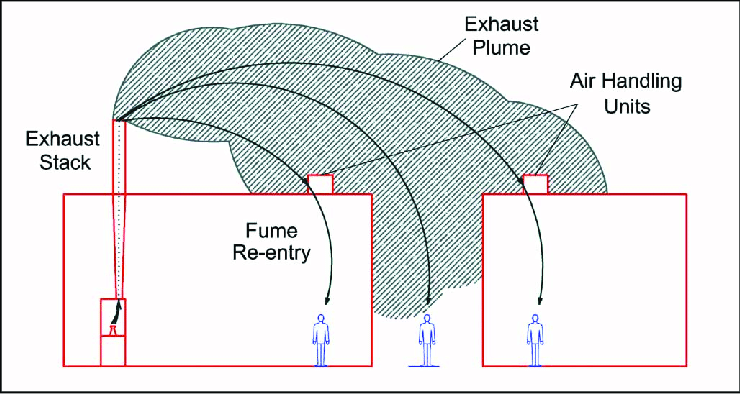 Exhaust
Plume
Air Handling
Units
Exhaust
Stack
Fume
Re-entry